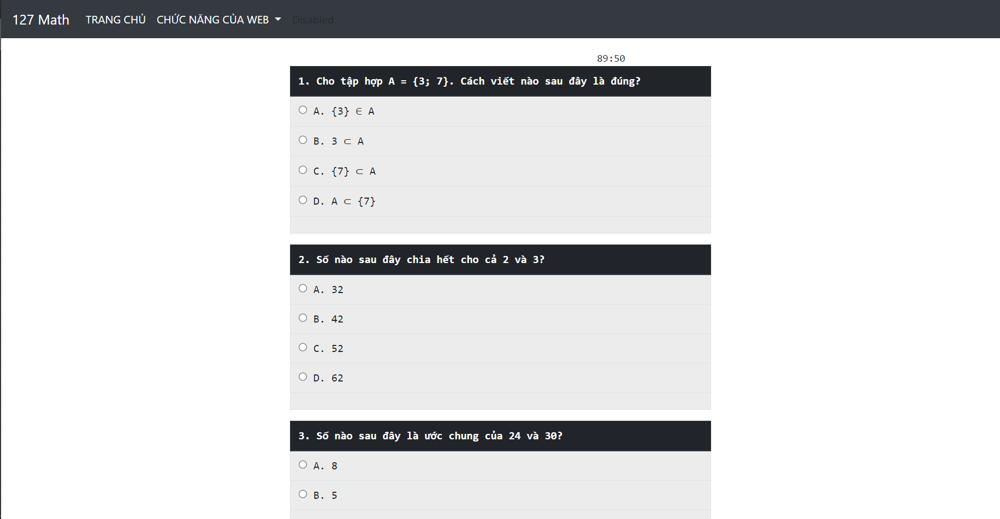 127 Math TRANG CHỦ CHỨC NĂNG CỦA WEB Disabled
89:50
1. Cho tập hợp A = {3; 7}. Cách viết nào sau đây là đúng?
A. {3} ∈ A
B. 3 ⊂ A
C. {7} ⊂ A
D. A ⊂ {7}
2. Số nào sau đây chia hết cho cả 2 và 3?
A. 32
B. 42
C. 52
D. 62
3. Số nào sau đây là ước chung của 24 và 30?
A. 8
B. 5